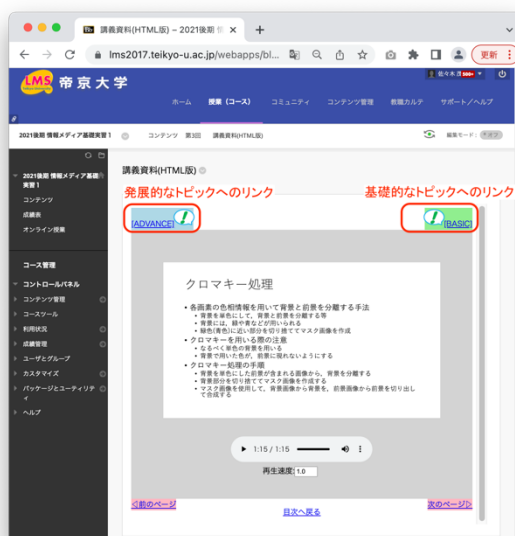 講義資料(HTML版) – 2021後期 情
lms2017.teikyo-u.ac.jp/webapps/bl...
更新
LMS 帝京大学
佐々木茂
ホーム 授業 (コース) コミュニティ コンテンツ管理 教職カルテ サポート/ヘルプ
2021後期 情報メディア基礎実習1 コンテンツ 第3回 講義資料(HTML版) 編集モード:
2021後期 情報メディア基礎実習1
コンテンツ
成績表
オンライン授業
コース管理
コントロールパネル
コンテンツ管理
コースツール
利用状況
成績管理
ユーザとグループ
カスタマイズ
パッケージとユーティリティ
ヘルプ
講義資料(HTML版)
発展的なトピックへのリンク 基礎的なトピックへのリンク
[ADVANCE] [BASIC]
クロマキー処理
• 各画素の色相情報を用いて背景と前景を分離する手法
• 背景を単色にして、背景と前景を分離する等
• 背景には、緑や青などが用いられる
• 緑色(青色)に近い部分を切り捨ててマスク画像を作成
• クロマキーを用いる際の注意
• なるべく単色の背景を用いる
• 背景で用いた色が、前景に現れないようにする
• クロマキー処理の手順
• 背景を単色にした前景が含まれる画像から、背景を分離する
• 背景部分を切り捨ててマスク画像を作成する
• マスク画像を使用して、背景画像から背景を、前景画像から前景を切り出し
て合成する
1:15 / 1:15
再生速度: 1.0
◁前のページ 次のページ▷
目次へ戻る